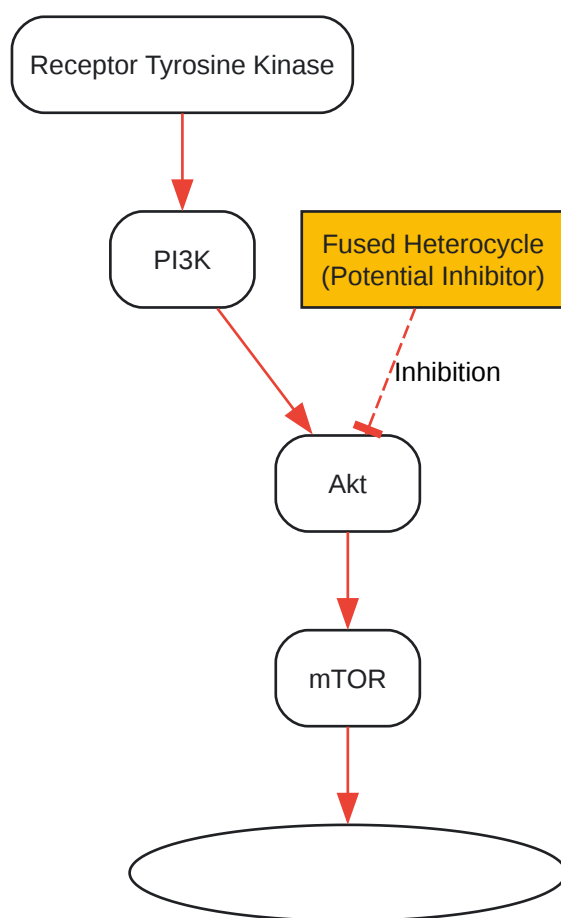 Receptor Tyrosine Kinase
PI3K
Fused Heterocycle
(Potential Inhibitor)
Inhibition
Akt
mTOR